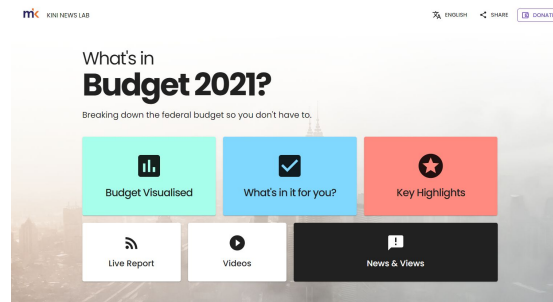 mk KINI NEWS LAB
ENGLISH SHARE DONATE
What's in
Budget 2021?
Breaking down the federal budget so you don't have to.
Budget Visualised What's in it for you? Key Highlights
Live Report Videos News & Views